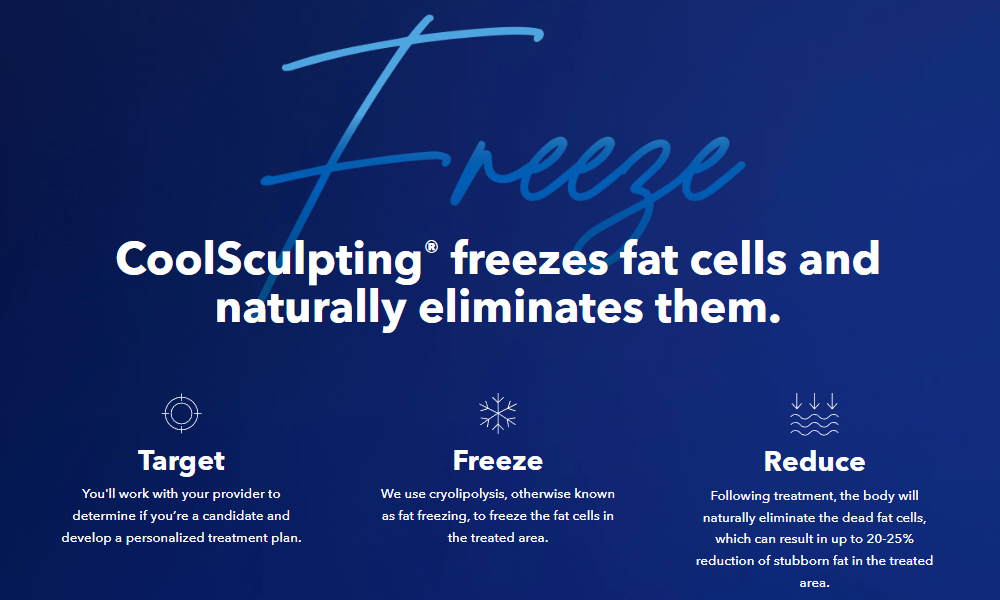 Freeze
CoolSculpting® freezes fat cells and
naturally eliminates them.
Target
You'll work with your provider to
determine if you’re a candidate and
develop a personalized treatment plan.
Freeze
We use cryolipolysis, otherwise known
as fat freezing, to freeze the fat cells in
the treated area.
Reduce
Following treatment, the body will
naturally eliminate the dead fat cells,
which can result in up to 20-25%
reduction of stubborn fat in the treated
area.